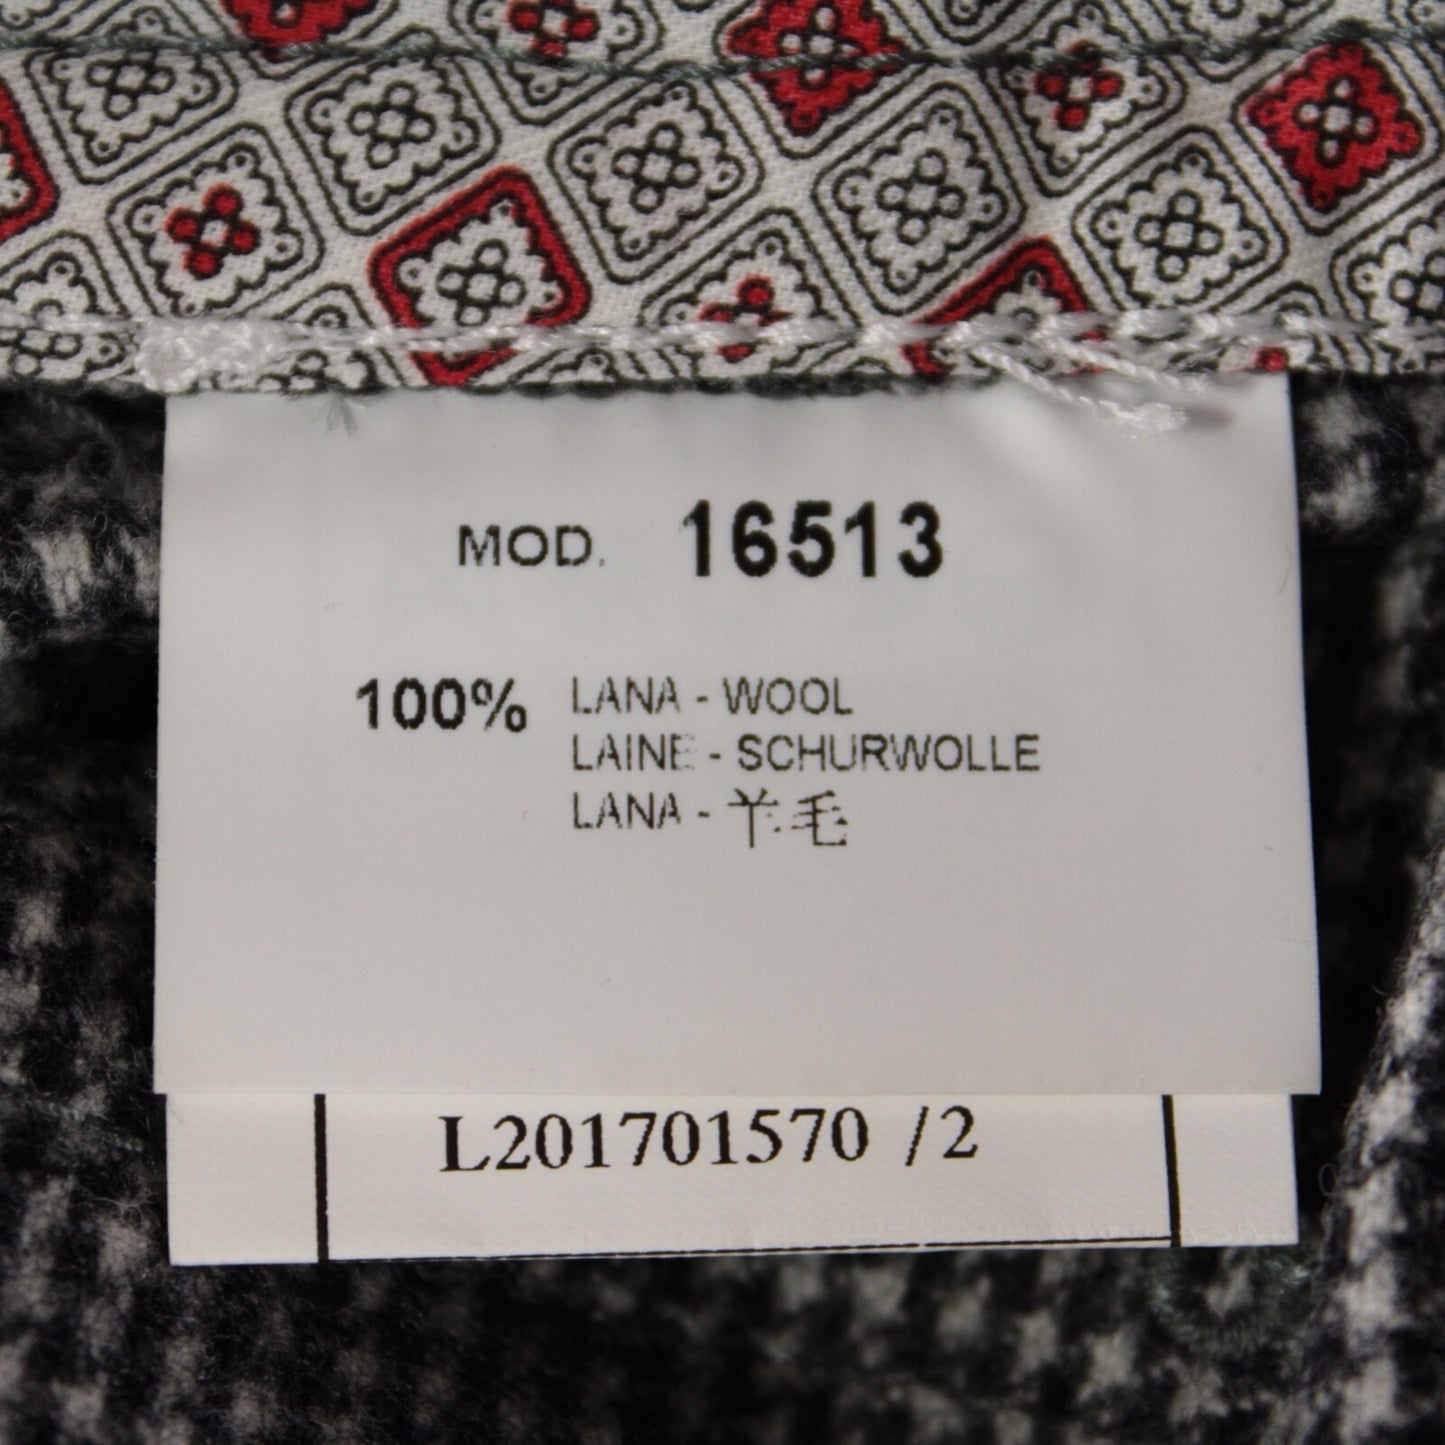 MOD. 16513
100% LANA - WOOL
LAINE - SCHURWOLLE
LANA - 羊毛
L201701570 /2